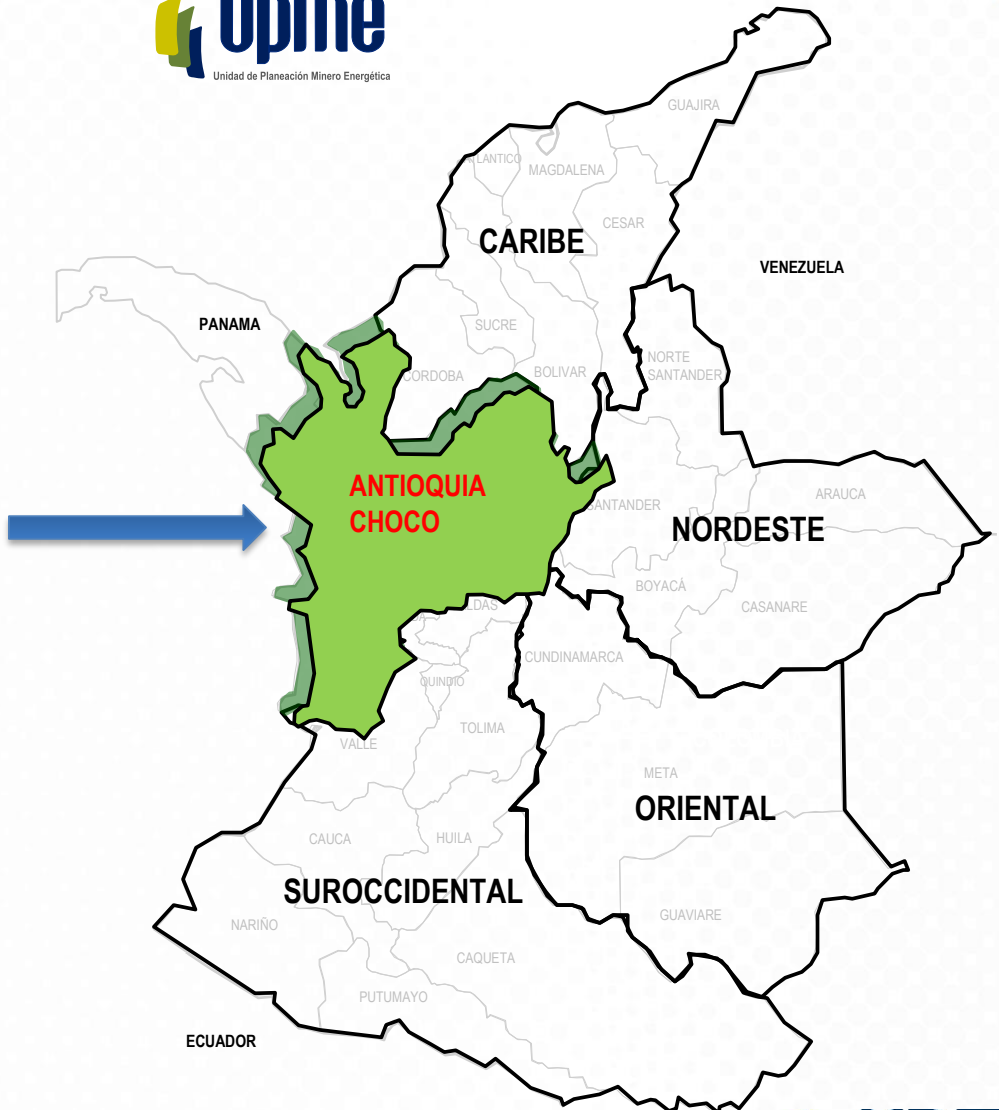 upme
Unidad de Planeación Minero Energética
GUAJIRA
MAGDALENA
CESAR
CARIBE
VENEZUELA
PANAMA
SUCRE
NORTE
SANTANDER
BOLIVAR
CORDOBA
ANTIOQUIA
CHOCO
ARAUCA
SANTANDER
NORDESTE
BOYACÁ
CASANARE
CUNDINAMARCA
QUINDIO
TOLIMA
VALLE
META
ORIENTAL
CAUCA
HUILA
SUROCCIDENTAL
GUAVIARE
NARIÑO
CAQUETA
PUTUMAYO
ECUADOR